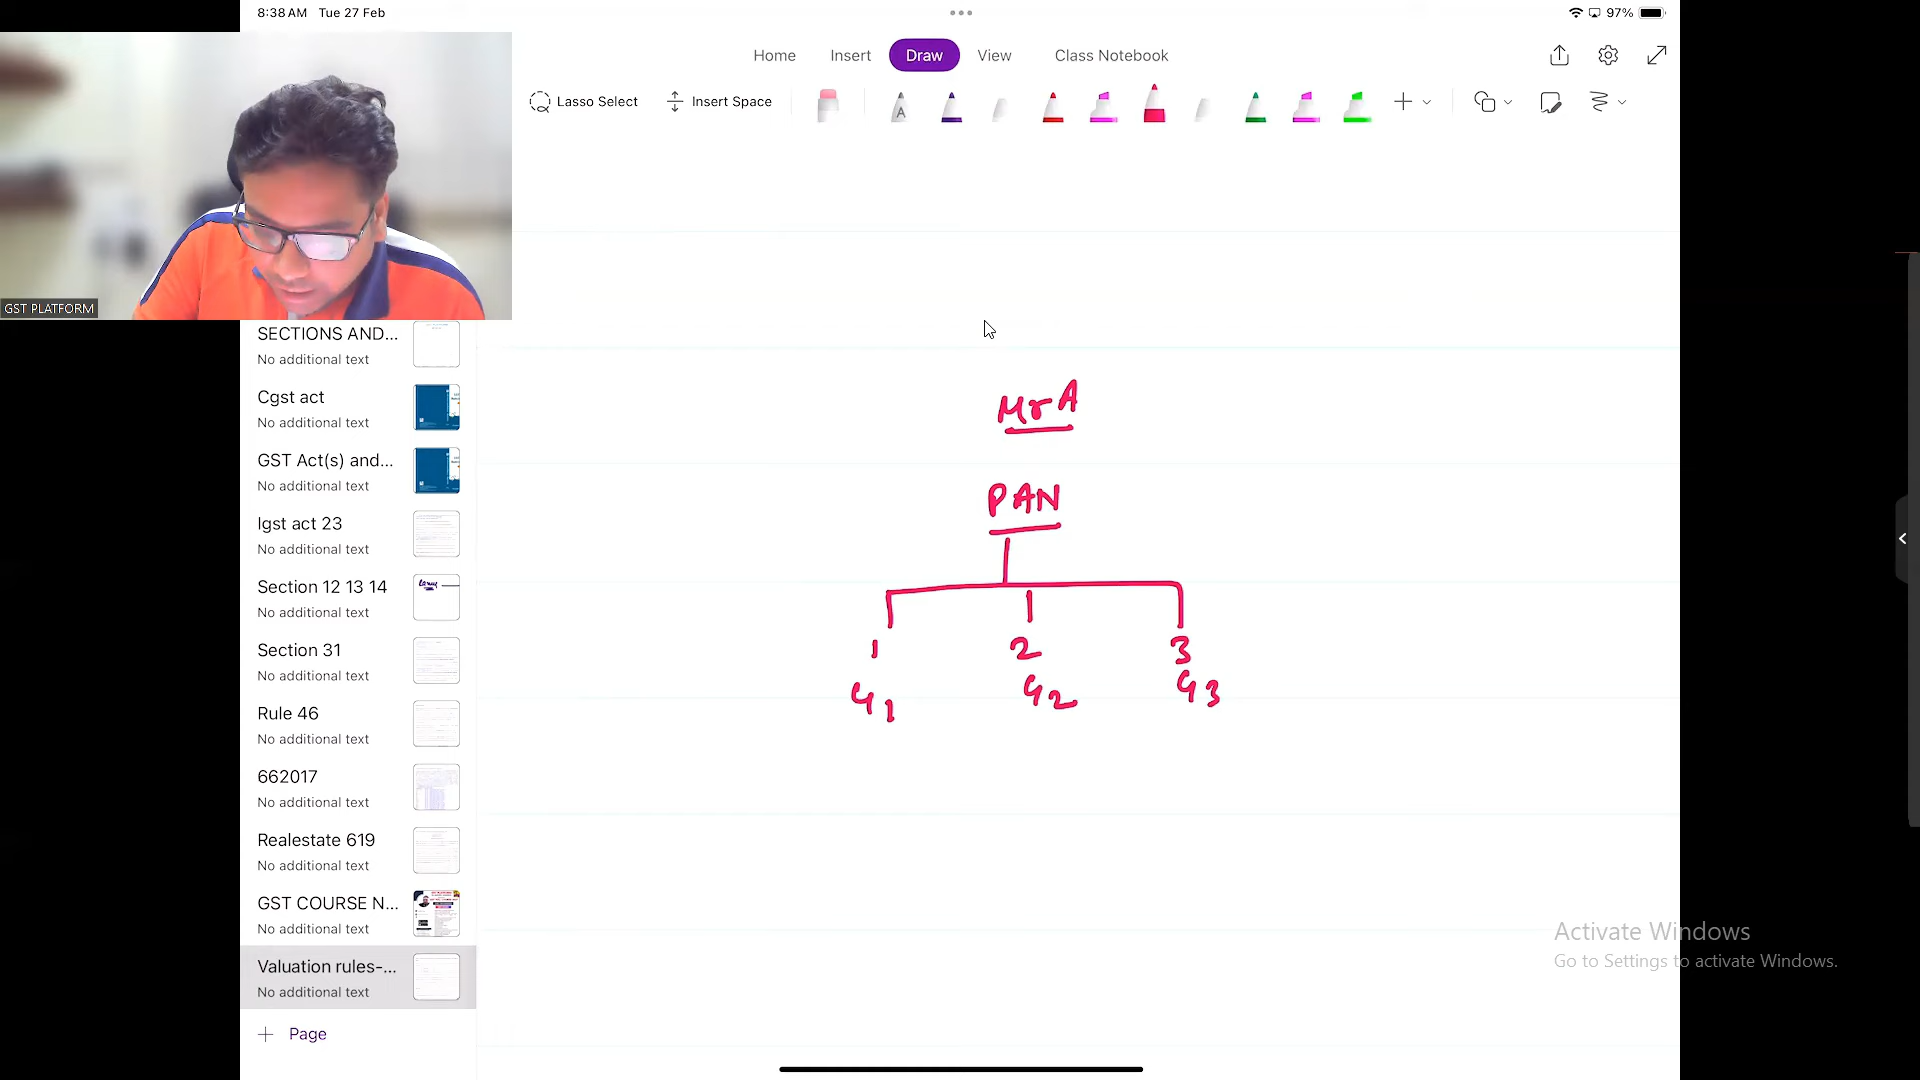 8:38 AM Tue 27 Feb
97%
Home Insert Draw View Class Notebook
Lasso Select Insert Space
A
GST PLATFORM
SECTIONS AND...
No additional text
Cgst act
No additional text
GST Act(s) and...
No additional text
Igst act 23
No additional text
Section 12 13 14
No additional text
Section 31
No additional text
Rule 46
No additional text
662017
No additional text
Realestate 619
No additional text
GST COURSE N...
No additional text
Valuation rules-...
No additional text
Page
Mr A
PAN
1 2 3
G1 G2 G3
Activate Windows
Go to Settings to activate Windows.